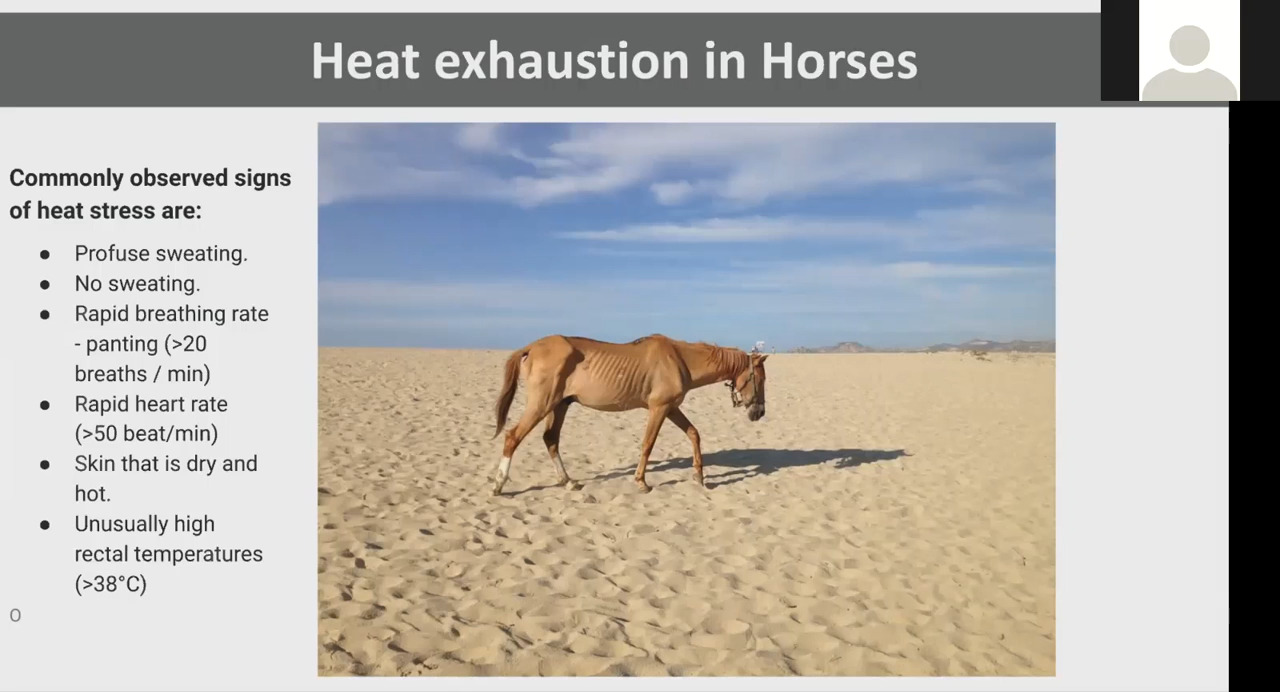 Heat exhaustion in Horses
Commonly observed signs
of heat stress are:
● Profuse sweating.
● No sweating.
● Rapid breathing rate
- panting (>20
breaths / min)
● Rapid heart rate
(>50 beat/min)
● Skin that is dry and
hot.
● Unusually high
rectal temperatures
(>38°C)
O